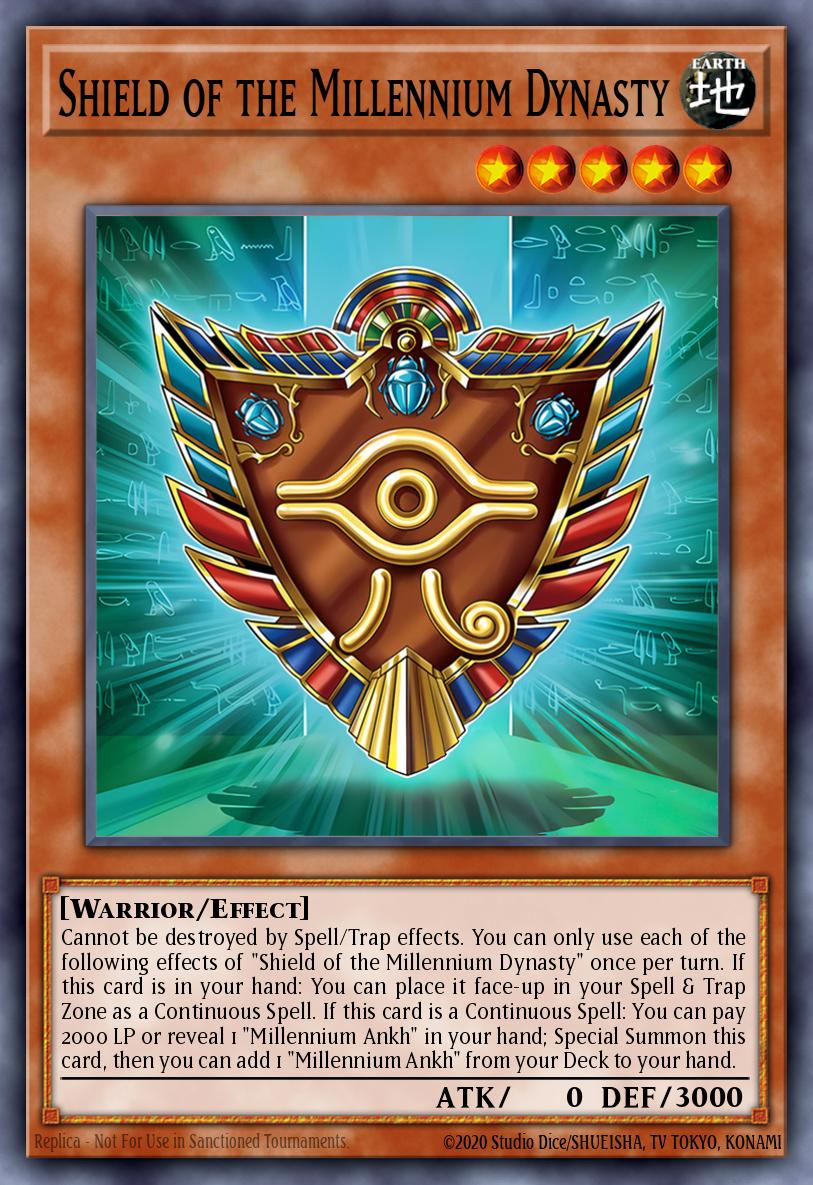 Shield of the Millennium Dynasty
EARTH
地
[Warrior/Effect]
Cannot be destroyed by Spell/Trap effects. You can only use each of the
following effects of "Shield of the Millennium Dynasty" once per turn. If
this card is in your hand: You can place it face-up in your Spell & Trap
Zone as a Continuous Spell. If this card is a Continuous Spell: You can pay
2000 LP or reveal 1 "Millennium Ankh" in your hand; Special Summon this
card, then you can add 1 "Millennium Ankh" from your Deck to your hand.
ATK/ 0 DEF/3000
Replica - Not For Use in Sanctioned Tournaments.
©2020 Studio Dice/SHUEISHA, TV TOKYO, KONAMI